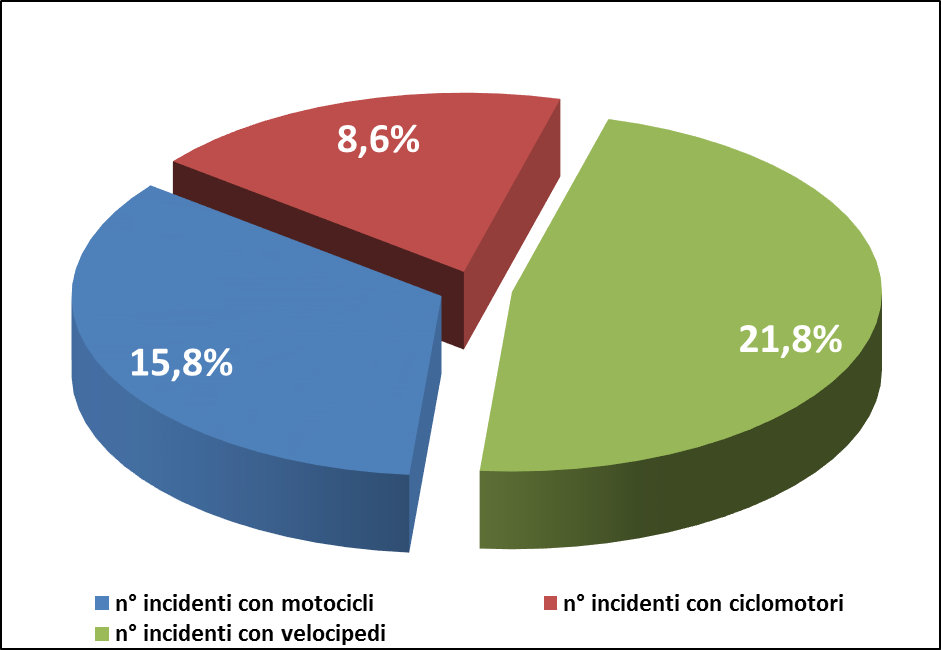 8,6%
15,8%
21,8%
n° incidenti con motocicli
n° incidenti con ciclomotori
n° incidenti con velocipedi